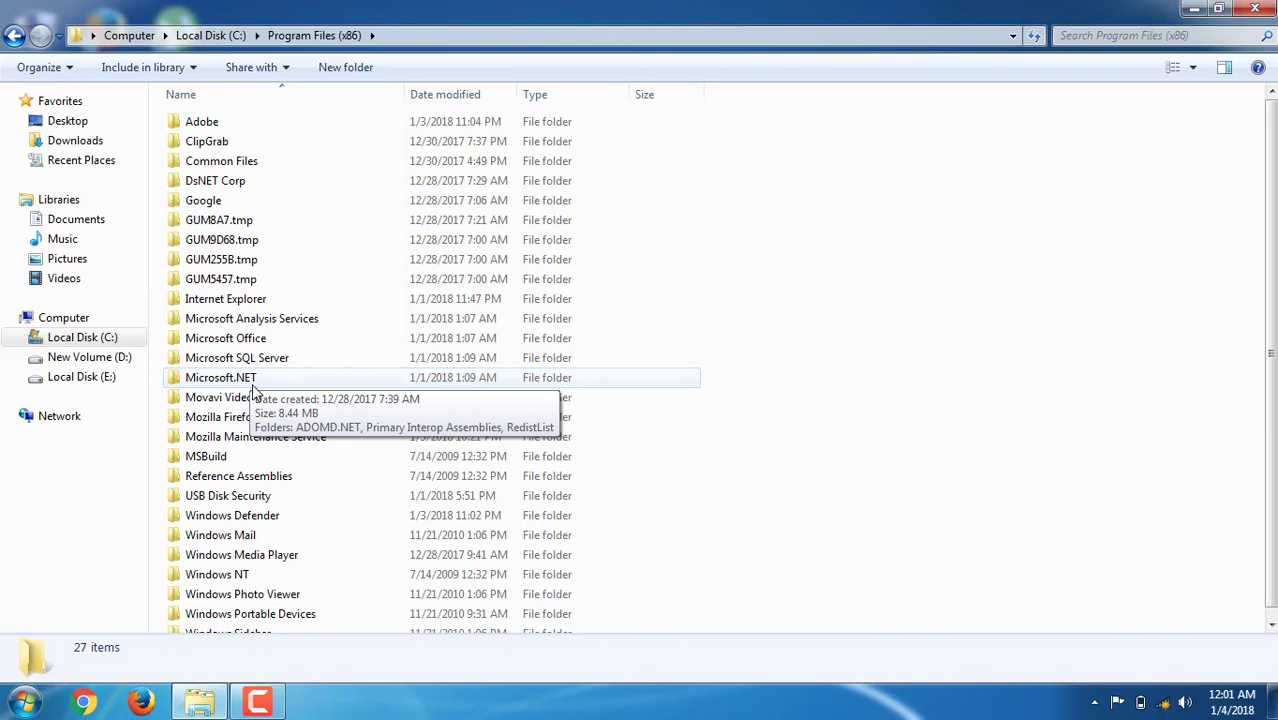 Computer Local Disk (C:) Program Files (x86) Search Program Files (x86)
Organize Include in library Share with New folder
Favorites
Desktop
Downloads
Recent Places
Libraries
Documents
Music
Pictures
Videos
Computer
Local Disk (C:)
New Volume (D:)
Local Disk (E:)
Network
Name Date modified Type Size
Adobe 1/3/2018 11:04 PM File folder
ClipGrab 12/30/2017 7:37 PM File folder
Common Files 12/30/2017 4:49 PM File folder
DsNET Corp 12/28/2017 7:29 AM File folder
Google 12/28/2017 7:06 AM File folder
GUM8A7.tmp 12/28/2017 7:21 AM File folder
GUM9D68.tmp 12/28/2017 7:00 AM File folder
GUM255B.tmp 12/28/2017 7:00 AM File folder
GUM5457.tmp 12/28/2017 7:00 AM File folder
Internet Explorer 1/1/2018 11:47 PM File folder
Microsoft Analysis Services 1/1/2018 1:07 AM File folder
Microsoft Office 1/1/2018 1:07 AM File folder
Microsoft SQL Server 1/1/2018 1:09 AM File folder
Microsoft.NET 1/1/2018 1:09 AM File folder
Movavi Video
Date created: 12/28/2017 7:39 AM
Size: 8.44 MB
Folders: ADOMD.NET, Primary Interop Assemblies, RedistList
Mozilla Firefo
Mozilla Maintenance Service
MSBuild 7/14/2009 12:32 PM File folder
Reference Assemblies 7/14/2009 12:32 PM File folder
USB Disk Security 1/1/2018 5:51 PM File folder
Windows Defender 1/3/2018 11:02 PM File folder
Windows Mail 11/21/2010 1:06 PM File folder
Windows Media Player 12/28/2017 9:41 AM File folder
Windows NT 7/14/2009 12:32 PM File folder
Windows Photo Viewer 11/21/2010 1:06 PM File folder
Windows Portable Devices 11/21/2010 9:31 AM File folder
Windows Sidebar 11/21/2010 1:06 PM File folder
27 items
12:01 AM
1/4/2018